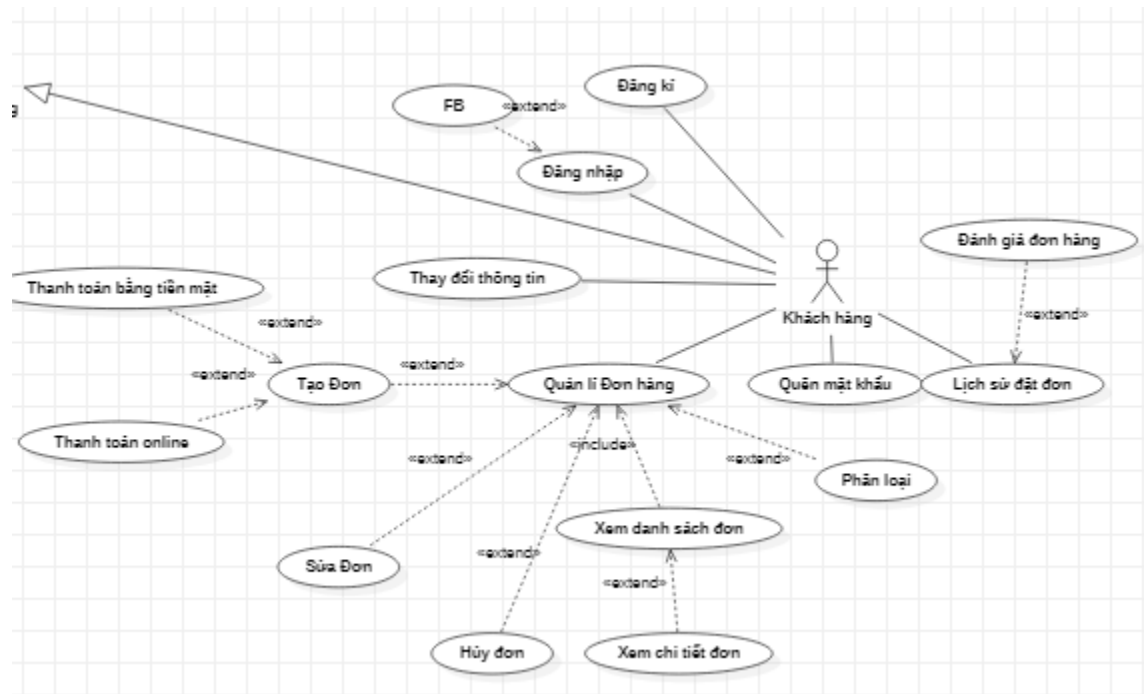 Đăng kí
FB
«extend»
g
Đăng nhập
Đánh giá đơn hàng
Thay đổi thông tin
Thanh toán bằng tiền mặt
Khách hàng
«extend»
«extend»
«extend»
«extend»
Tạo Đơn
Quản lí Đơn hàng
Quên mật khẩu
Lịch sử đặt đơn
Thanh toán online
«include»
«extend»
«extend»
Phân loại
Xem danh sách đơn
«extend»
Sửa Đơn
«extend»
Hủy đơn
Xem chi tiết đơn